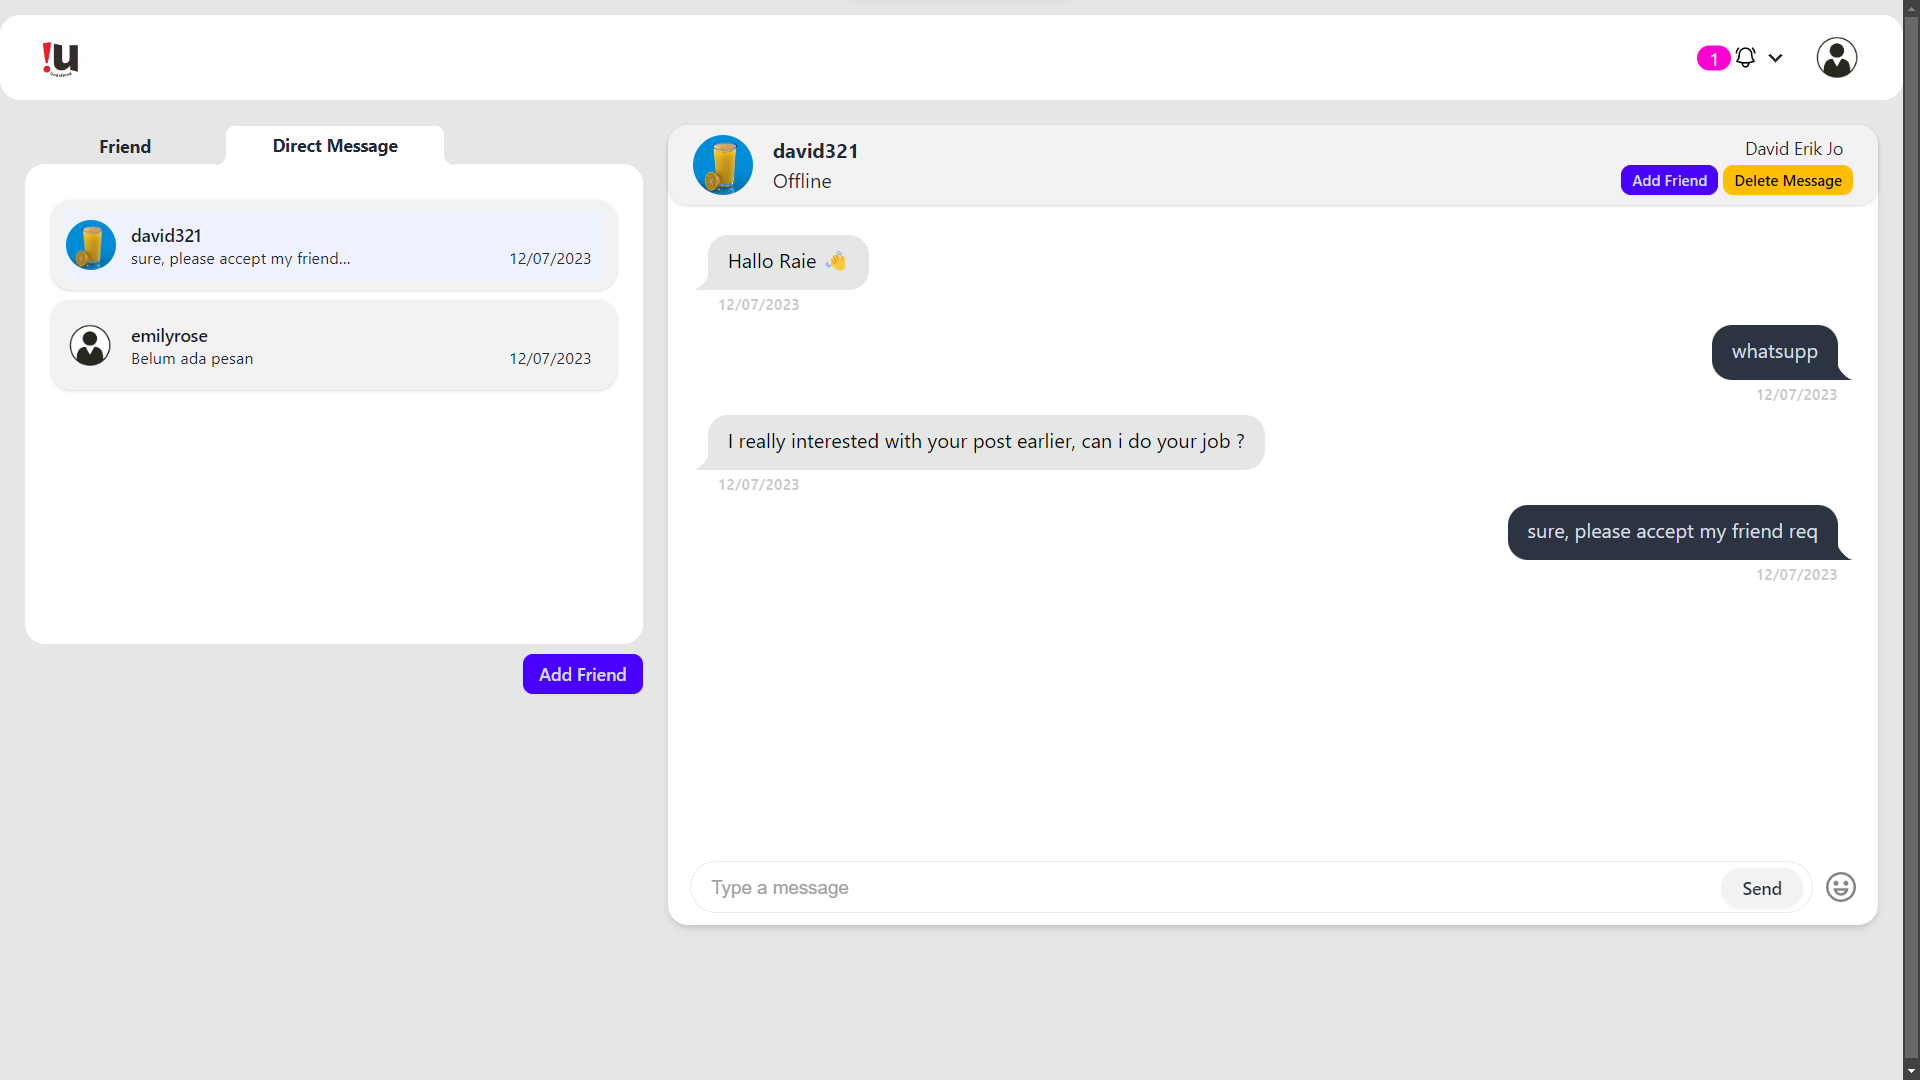 !u
1
Friend
Direct Message
david321
sure, please accept my friend...
12/07/2023
emilyrose
Belum ada pesan
12/07/2023
Add Friend
david321
Offline
David Erik Jo
Add Friend
Delete Message
Hallo Raie 👋
12/07/2023
whatsupp
12/07/2023
I really interested with your post earlier, can i do your job ?
12/07/2023
sure, please accept my friend req
12/07/2023
Type a message
Send